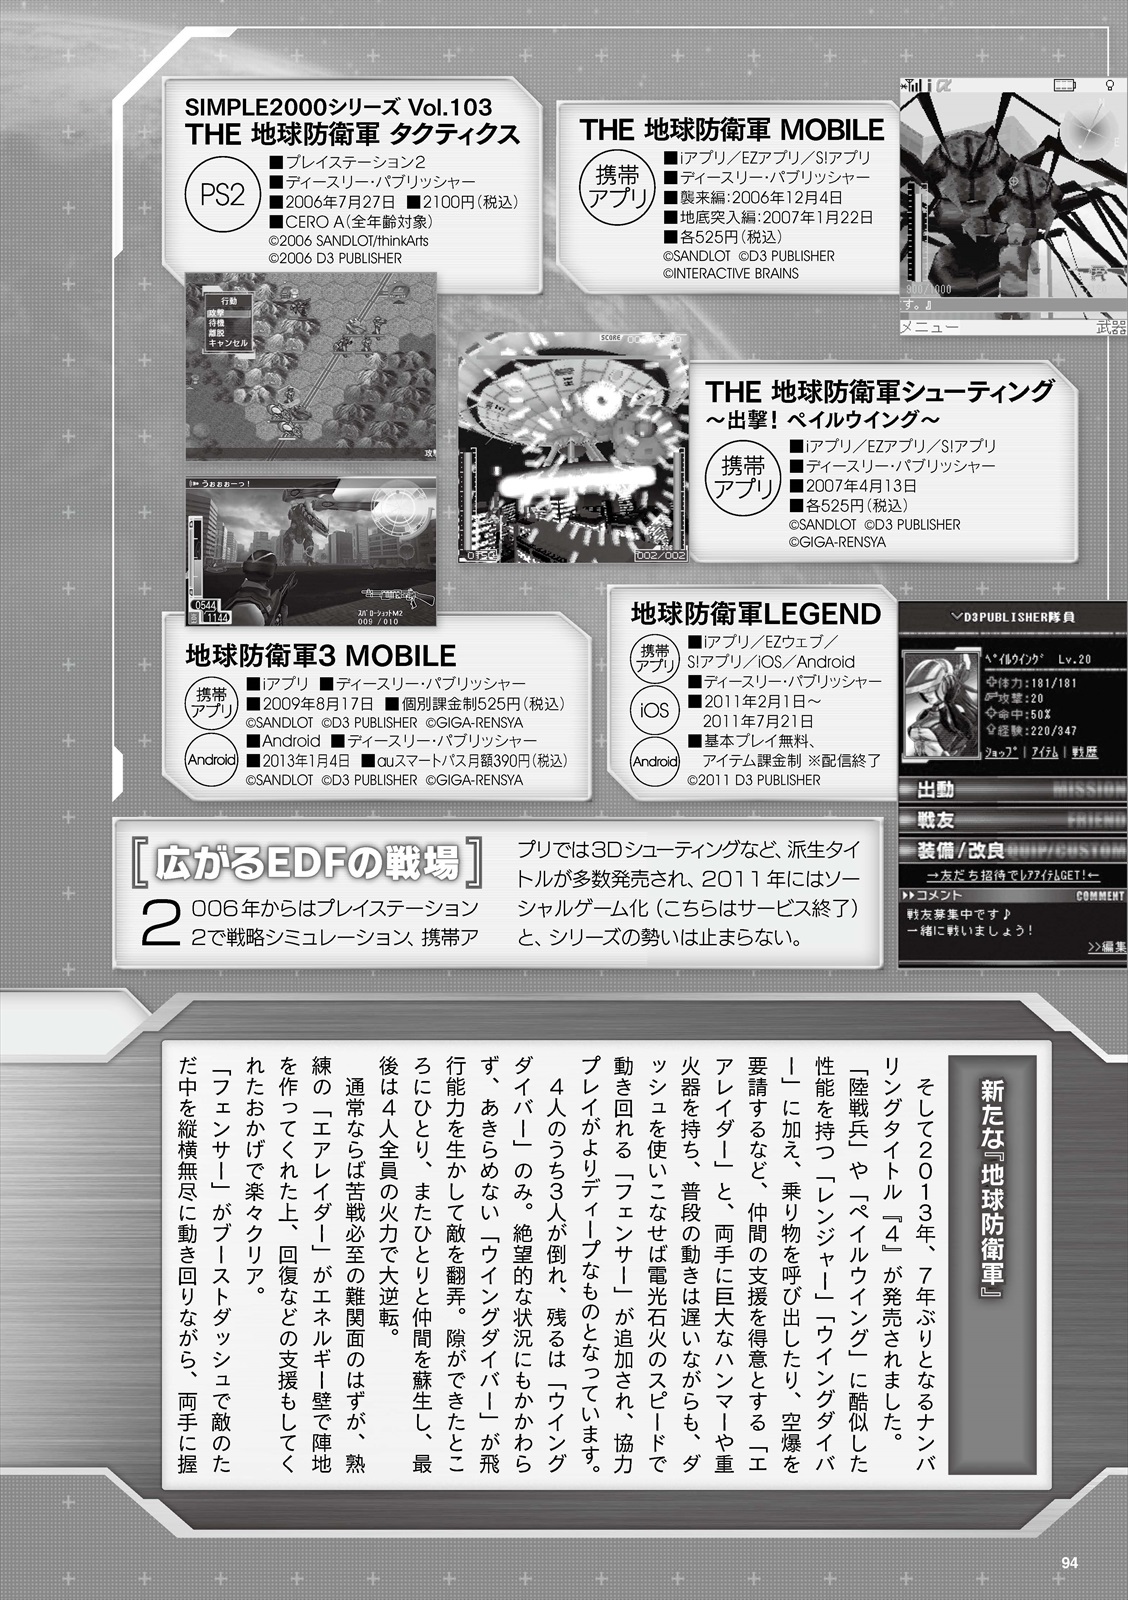 SIMPLE2000シリーズ Vol.103
THE 地球防衛軍 タクティクス
PS2
■プレイステーション2
■ディースリー・パブリッシャー
■2006年7月27日 ■2100円(税込)
■CERO A(全年齢対象)
©2006 SANDLOT/thinkArts
©2006 D3 PUBLISHER
行動
攻撃
待機
離脱
キャンセル
THE 地球防衛軍 MOBILE
携帯
アプリ
■iアプリ／EZアプリ／S!アプリ
■ディースリー・パブリッシャー
■襲来編:2006年12月4日
■地底突入編:2007年1月22日
■各525円(税込)
©SANDLOT ©D3 PUBLISHER
©INTERACTIVE BRAINS
900/1000
す。』
メニュー
武器
SCORE
002/002
THE 地球防衛軍シューティング
～出撃! ペイルウイング～
携帯
アプリ
■iアプリ／EZアプリ／S!アプリ
■ディースリー・パブリッシャー
■2007年4月13日
■各525円(税込)
©SANDLOT ©D3 PUBLISHER
©GIGA-RENSYA
うぉぉぉーっ!
0544
1144
スパローショットM2
009 / 010
地球防衛軍3 MOBILE
携帯
アプリ
■iアプリ ■ディースリー・パブリッシャー
■2009年8月17日 ■個別課金制525円(税込)
©SANDLOT ©D3 PUBLISHER ©GIGA-RENSYA
Android
■Android ■ディースリー・パブリッシャー
■2013年1月4日 ■auスマートパス月額390円(税込)
©SANDLOT ©D3 PUBLISHER ©GIGA-RENSYA
地球防衛軍LEGEND
携帯
アプリ
iOS
Android
■iアプリ／EZウェブ／
S!アプリ／iOS／Android
■ディースリー・パブリッシャー
■2011年2月1日～
2011年7月21日
■基本プレイ無料、
アイテム課金制 ※配信終了
©2011 D3 PUBLISHER
D3PUBLISHER隊員
ペイルウイング Lv.20
体力:181/181
攻撃:20
命中:50%
経験:220/347
ショップ | アイテム | 戦歴
出動 MISSION
戦友 FRIEND
装備/改良 EQUIP/CUSTOM
→友だち招待でレアアイテムGET!←
コメント COMMENT
戦友募集中です♪
一緒に戦いましょう!
>>編集
[広がるEDFの戦場]
2006年からはプレイステーション
2で戦略シミュレーション、携帯ア
プリでは3Dシューティングなど、派生タイ
トルが多数発売され、2011年にはソー
シャルゲーム化(こちらはサービス終了)
と、シリーズの勢いは止まらない。
新たな『地球防衛軍』
そして2013年、7年ぶりとなるナンバ
リングタイトル『4』が発売されました。
「陸戦兵」や「ペイルウイング」に酷似した
性能を持つ「レンジャー」「ウイングダイバ
ー」に加え、乗り物を呼び出したり、空爆を
要請するなど、仲間の支援を得意とする「エ
アレイダー」と、両手に巨大なハンマーや重
火器を持ち、普段の動きは遅いながらも、ダ
ッシュを使いこなせば電光石火のスピードで
動き回れる「フェンサー」が追加され、協力
プレイがよりディープなものとなっています。
4人のうち3人が倒れ、残るは「ウイング
ダイバー」のみ。絶望的な状況にもかかわら
ず、あきらめない「ウイングダイバー」が飛
行能力を生かして敵を翻弄。隙ができたとこ
ろにひとり、またひとりと仲間を蘇生し、最
後は4人全員の火力で大逆転。
通常ならば苦戦必至の難関面のはずが、熟
練の「エアレイダー」がエネルギー壁で陣地
を作ってくれた上、回復などの支援もしてく
れたおかげで楽々クリア。
「フェンサー」がブーストダッシュで敵のた
だ中を縦横無尽に動き回りながら、両手に握
94